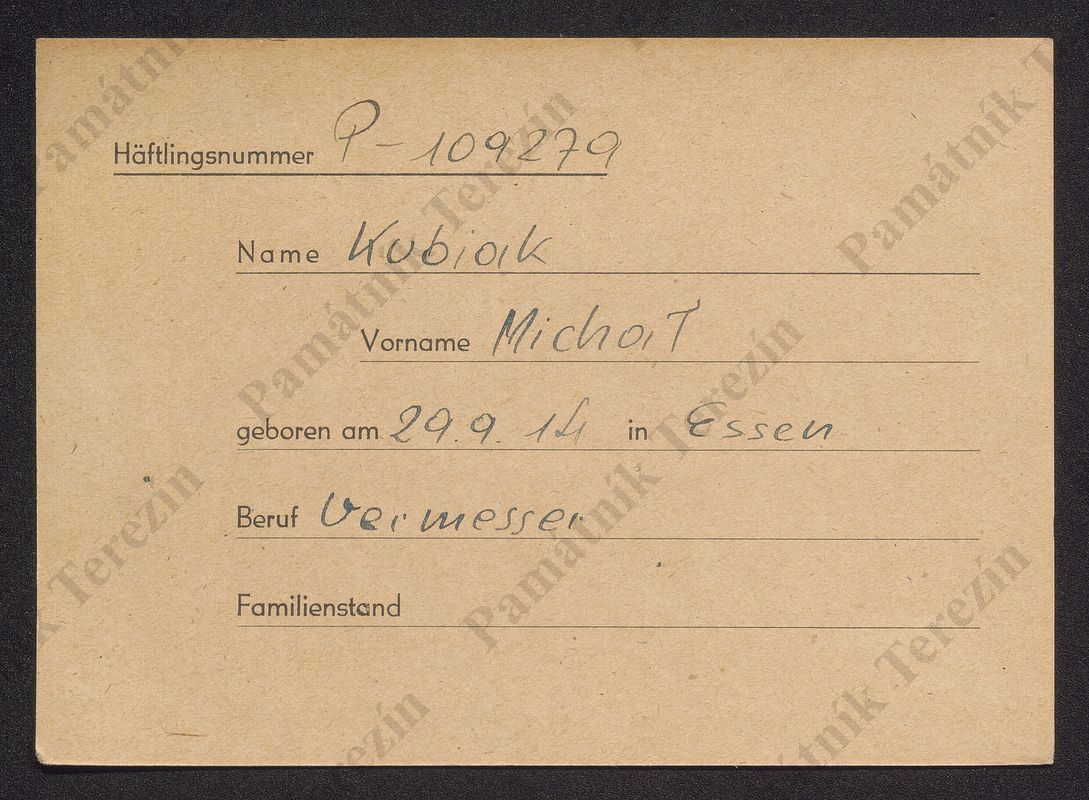 Häftlingsnummer P-109279
Name Kubiak
Vorname Michał
geboren am 29.9.14 in Essen
Beruf Vermesser
Familienstand
Památník Terezín